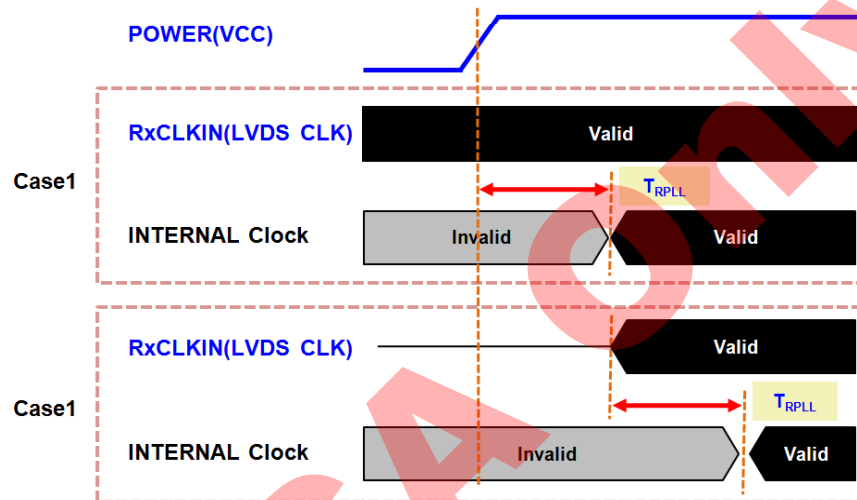 POWER(VCC)
RxCLKIN(LVDS CLK)
Valid
Case1
TRPLL
INTERNAL Clock
Invalid
Valid
RxCLKIN(LVDS CLK)
Valid
Case1
TRPLL
INTERNAL Clock
Invalid
Valid
Only